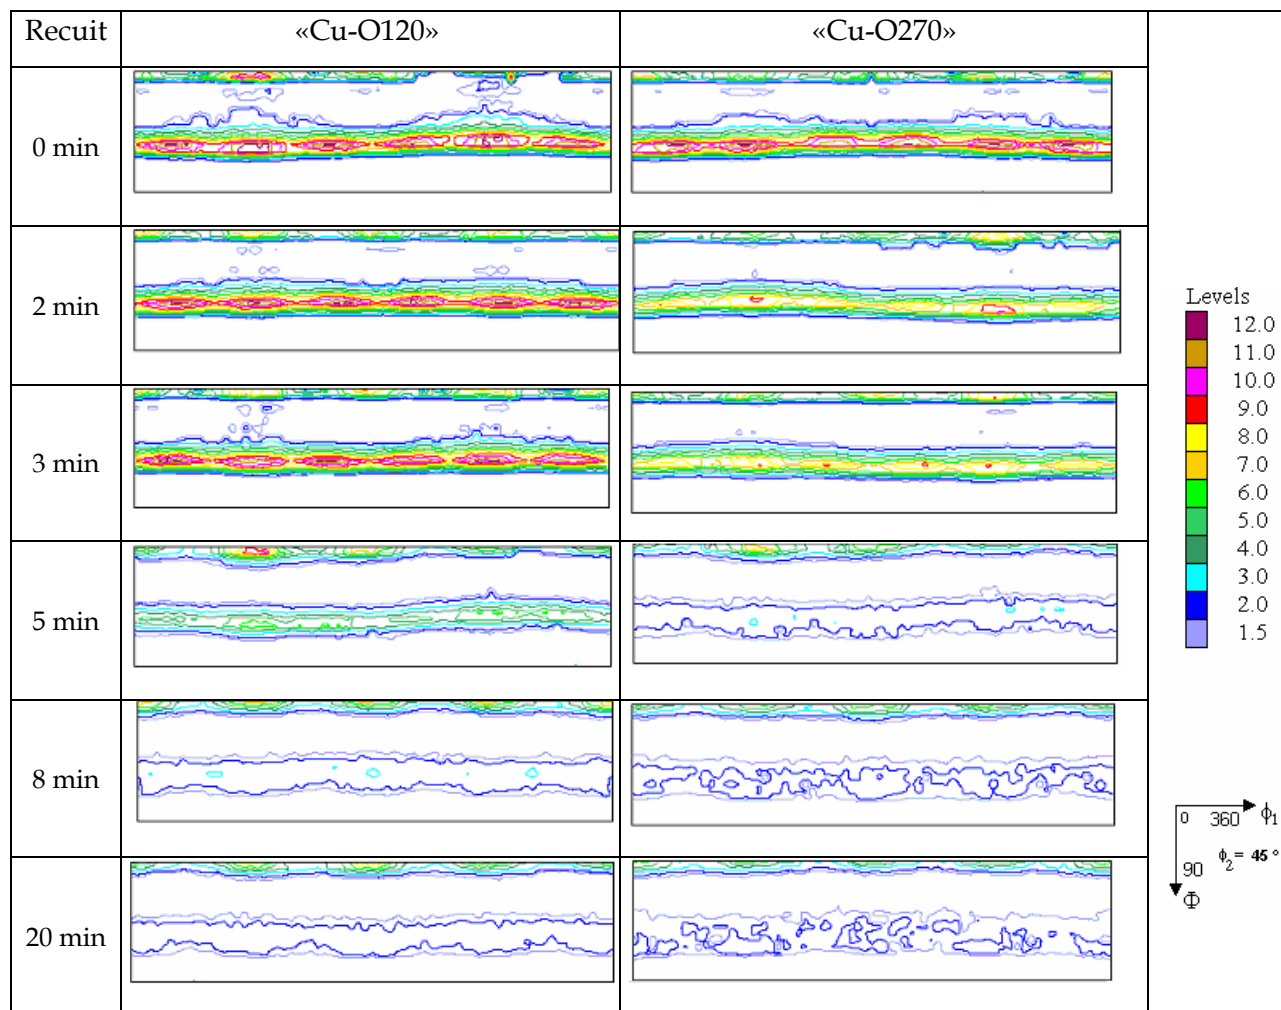 Recuit «Cu-O120» «Cu-O270»
0 min
2 min
3 min
5 min
8 min
20 min
Levels
12.0
11.0
10.0
9.0
8.0
7.0
6.0
5.0
4.0
3.0
2.0
1.5
0 360 ϕ1
ϕ2 = 45 °
90
Φ